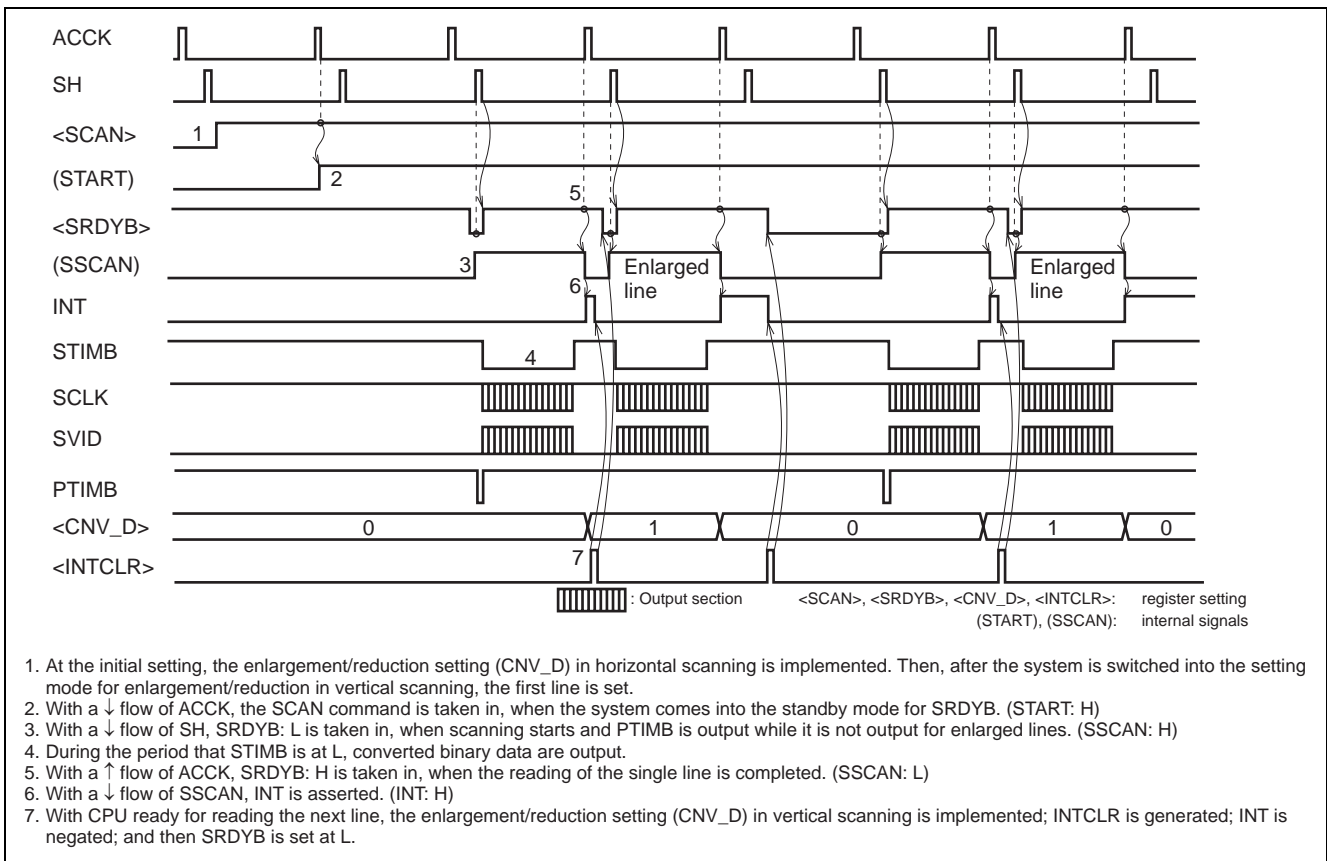 ACCK
SH
<SCAN> 1
(START) 2
<SRDYB> 5
(SSCAN) 3 Enlarged line Enlarged line
INT 6
STIMB 4
SCLK
SVID
PTIMB
<CNV_D> 0 1 0 1 0
<INTCLR> 7
: Output section <SCAN>, <SRDYB>, <CNV_D>, <INTCLR>: register setting
(START), (SSCAN): internal signals
1. At the initial setting, the enlargement/reduction setting (CNV_D) in horizontal scanning is implemented. Then, after the system is switched into the setting
mode for enlargement/reduction in vertical scanning, the first line is set.
2. With a ↓ flow of ACCK, the SCAN command is taken in, when the system comes into the standby mode for SRDYB. (START: H)
3. With a ↓ flow of SH, SRDYB: L is taken in, when scanning starts and PTIMB is output while it is not output for enlarged lines. (SSCAN: H)
4. During the period that STIMB is at L, converted binary data are output.
5. With a ↑ flow of ACCK, SRDYB: H is taken in, when the reading of the single line is completed. (SSCAN: L)
6. With a ↓ flow of SSCAN, INT is asserted. (INT: H)
7. With CPU ready for reading the next line, the enlargement/reduction setting (CNV_D) in vertical scanning is implemented; INTCLR is generated; INT is
negated; and then SRDYB is set at L.